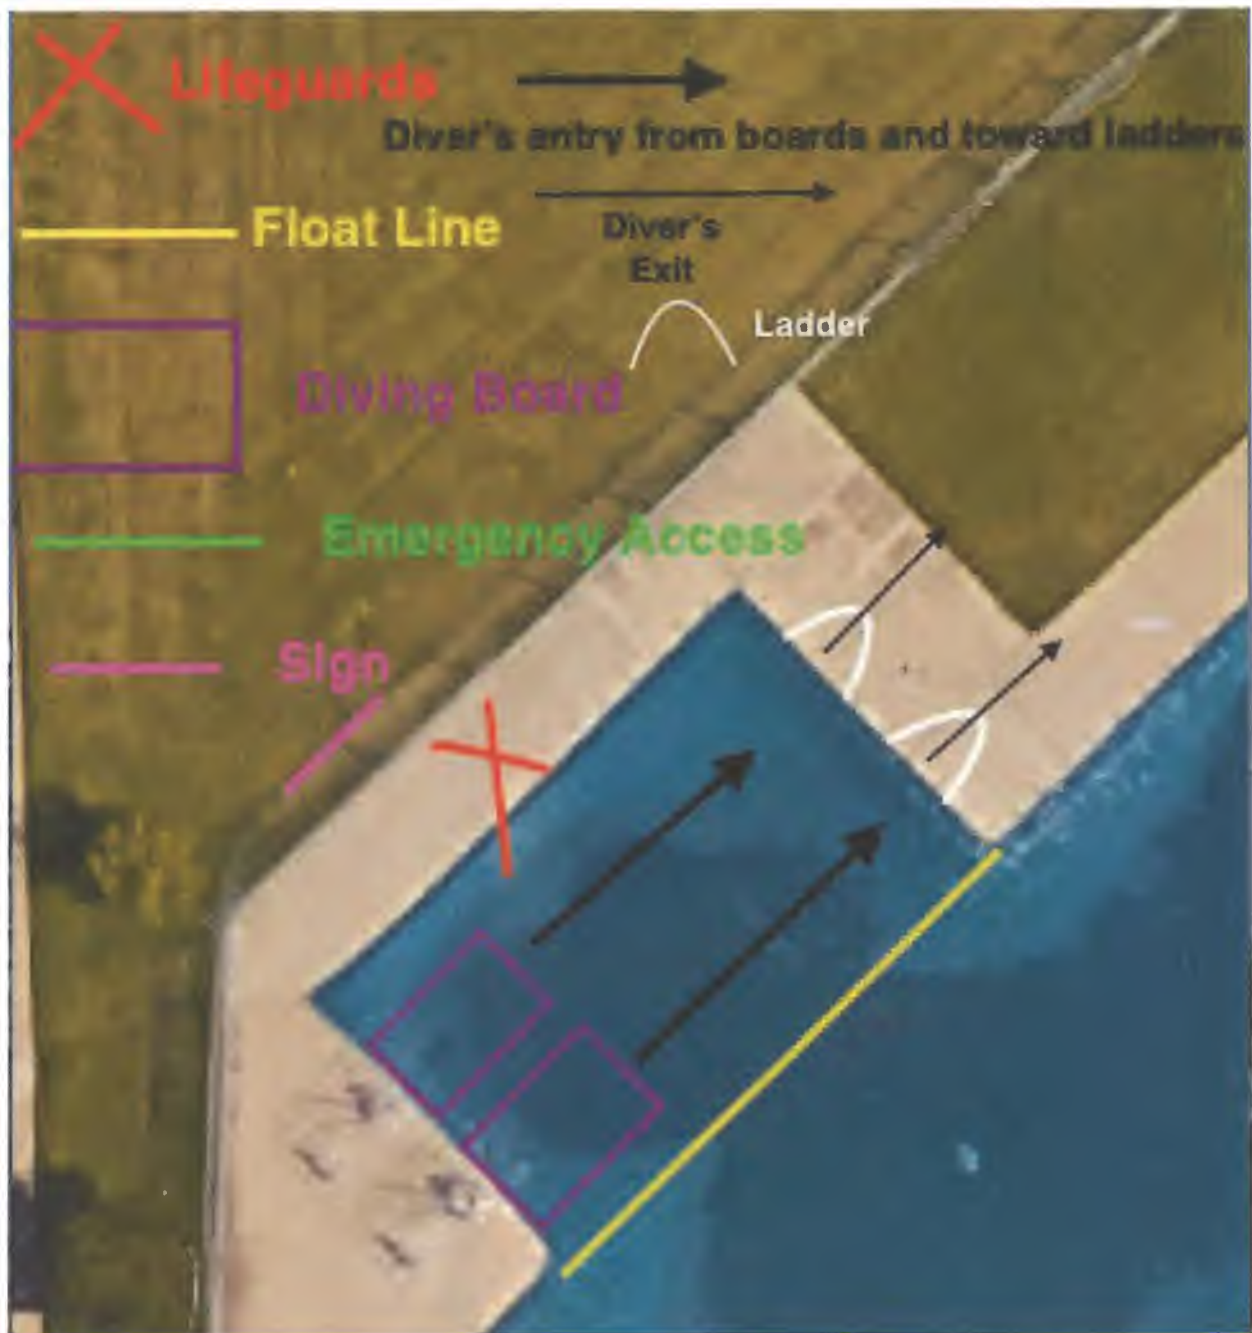 Lifeguards
Diver's entry from boards and toward ladders
Float Line
Diver's
Exit
Ladder
Diving Board
Emergency Access
Sign